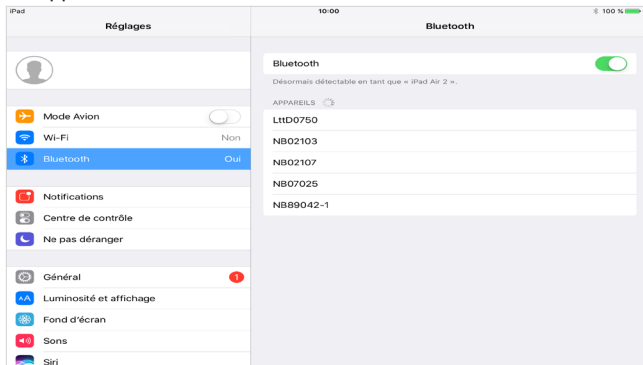 iPad
10:00
100 %
Réglages
Bluetooth
Mode Avion
Wi-Fi
Non
Bluetooth
Oui
Notifications
Centre de contrôle
Ne pas déranger
Général
1
Luminosité et affichage
Fond d'écran
Sons
Siri
Bluetooth
Désormais détectable en tant que « iPad Air 2 ».
APPAREILS
LttD0750
NB02103
NB02107
NB07025
NB89042-1